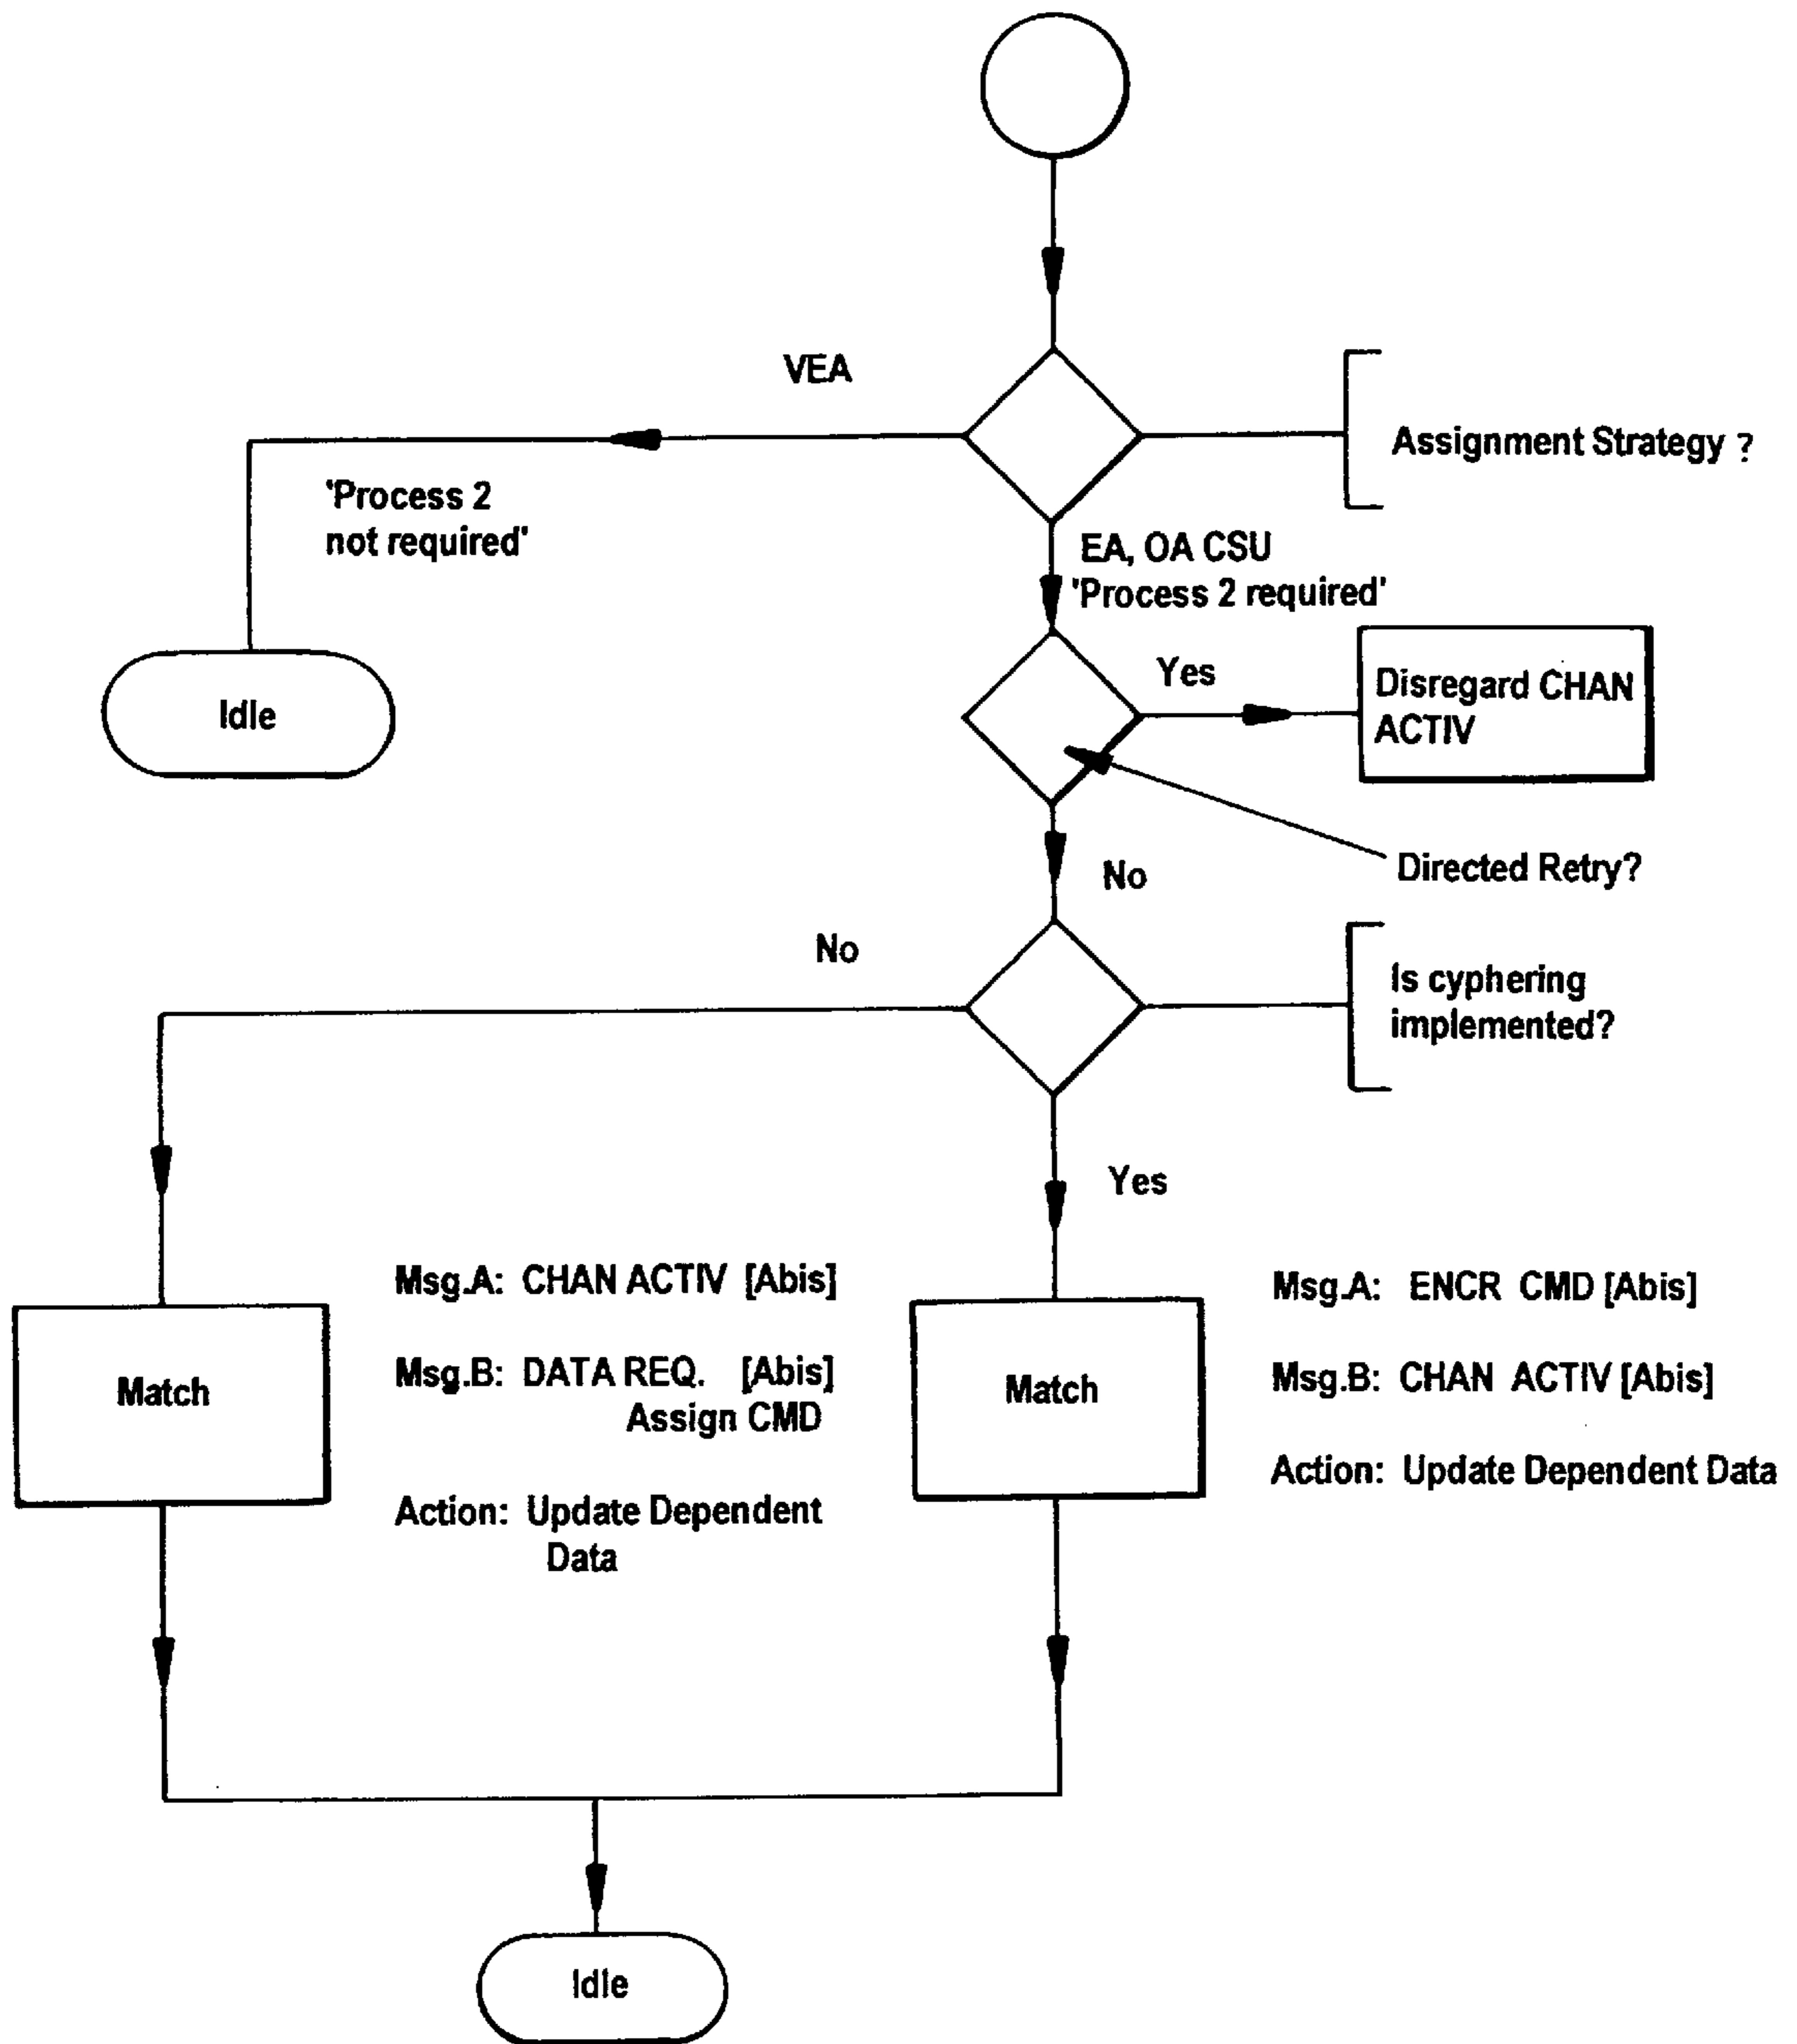 VEA
Assignment Strategy ?
'Process 2
not required'
EA, OA CSU
'Process 2 required'
Idle
Yes
Disregard CHAN
ACTIV
Directed Retry?
No
No
Is cyphering
implemented?
Yes
Match
Msg.A: CHAN ACTIV [Abis]
Msg.B: DATA REQ. [Abis]
Assign CMD
Action: Update Dependent
Data
Match
Msg.A: ENCR CMD [Abis]
Msg.B: CHAN ACTIV [Abis]
Action: Update Dependent Data
Idle